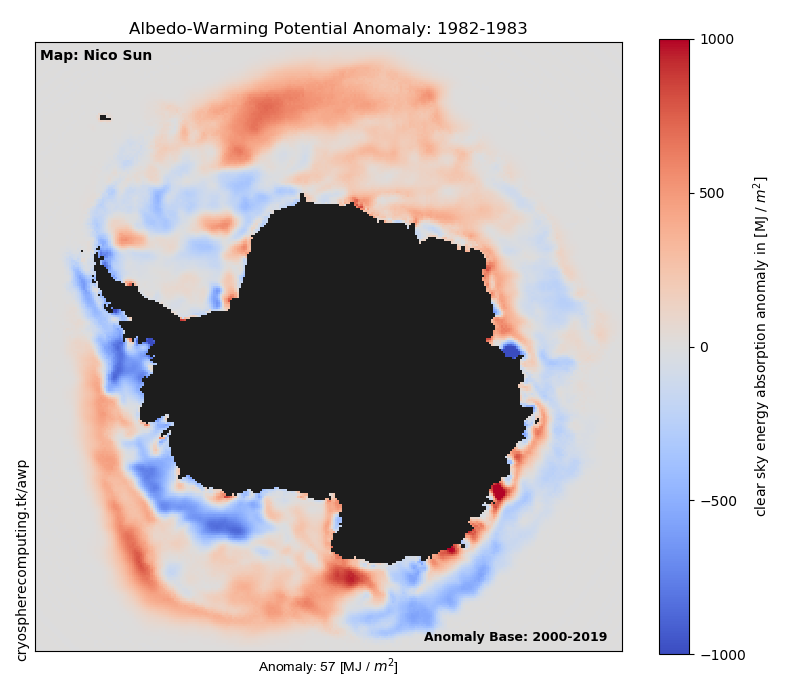 Albedo-Warming Potential Anomaly: 1982-1983
Map: Nico Sun
cryospherecomputing.tk/awp
Anomaly Base: 2000-2019
Anomaly: 57 [MJ / m²]
1000
500
0
−500
−1000
clear sky energy absorption anomaly in [MJ / m²]